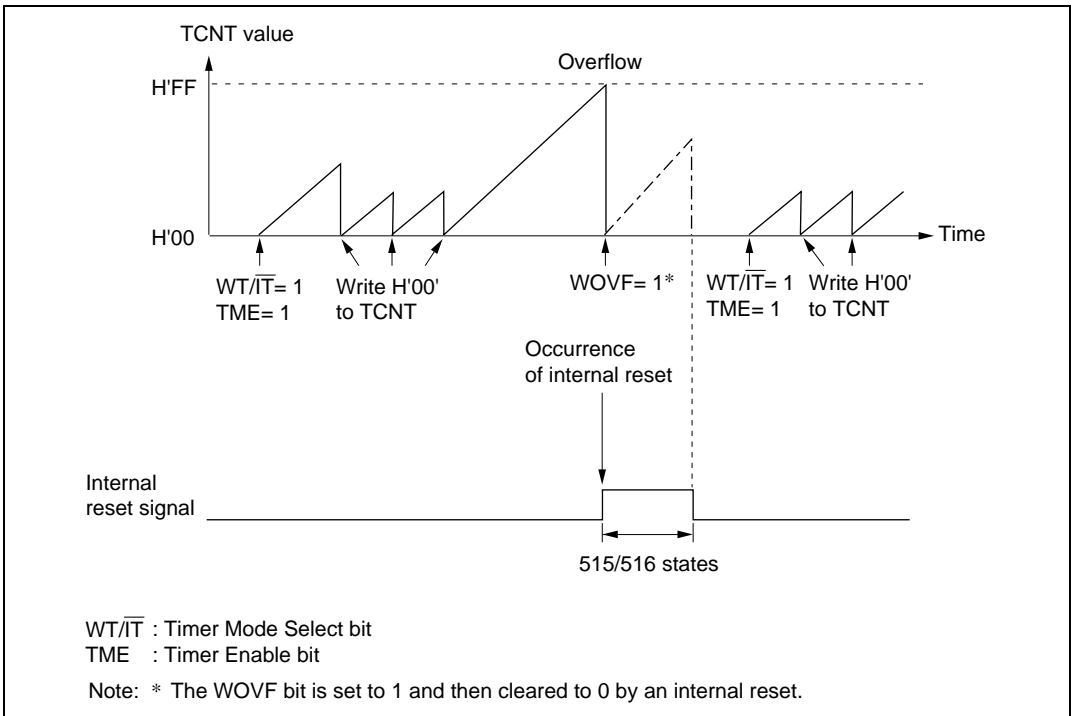 TCNT value
Overflow
H'FF
H'00
Time
WT/IT= 1
TME= 1
Write H'00'
to TCNT
WOVF= 1*
WT/IT= 1
TME= 1
Write H'00'
to TCNT
Occurrence
of internal reset
Internal
reset signal
515/516 states
WT/IT : Timer Mode Select bit
TME : Timer Enable bit
Note: * The WOVF bit is set to 1 and then cleared to 0 by an internal reset.